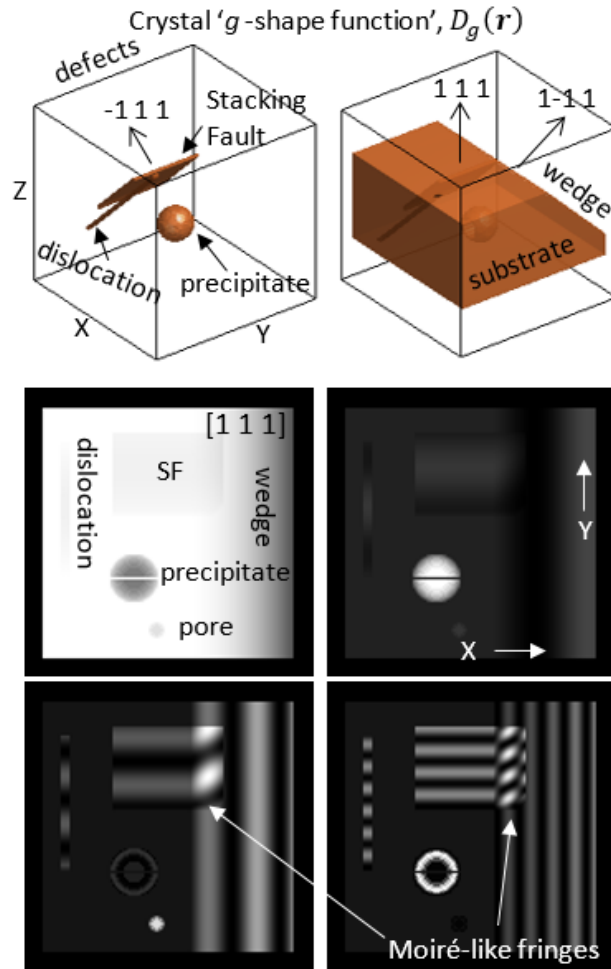 Crystal ‘g -shape function’, D_g(r)
defects
-1 1 1
Stacking
Fault
Z
dislocation
precipitate
X
Y
1 1 1
1-1 1
wedge
substrate
[1 1 1]
dislocation
SF
wedge
precipitate
pore
Y
X
Moiré-like fringes